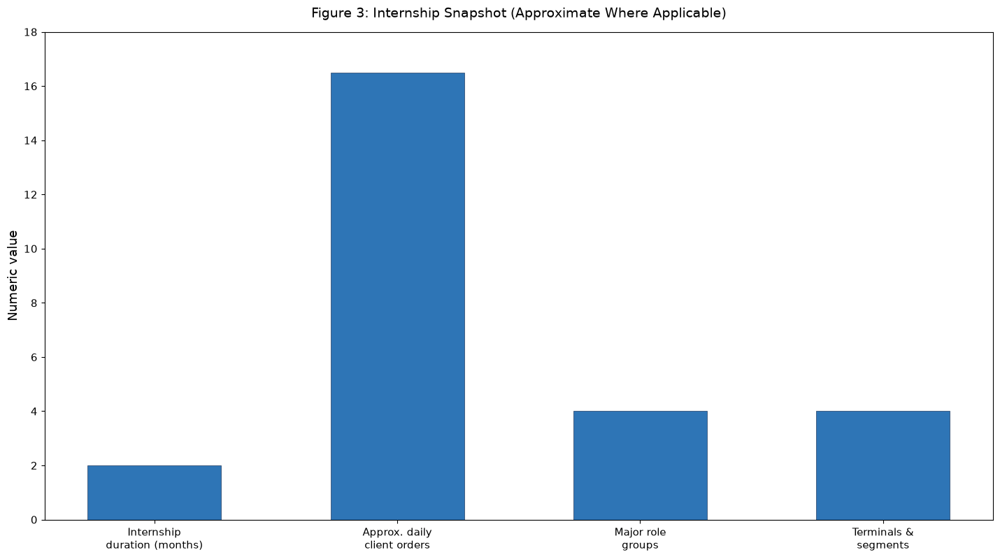 Figure 3: Internship Snapshot (Approximate Where Applicable)
Numeric value
18
16
14
12
10
8
6
4
2
0
Internship
duration (months)
Approx. daily
client orders
Major role
groups
Terminals &
segments